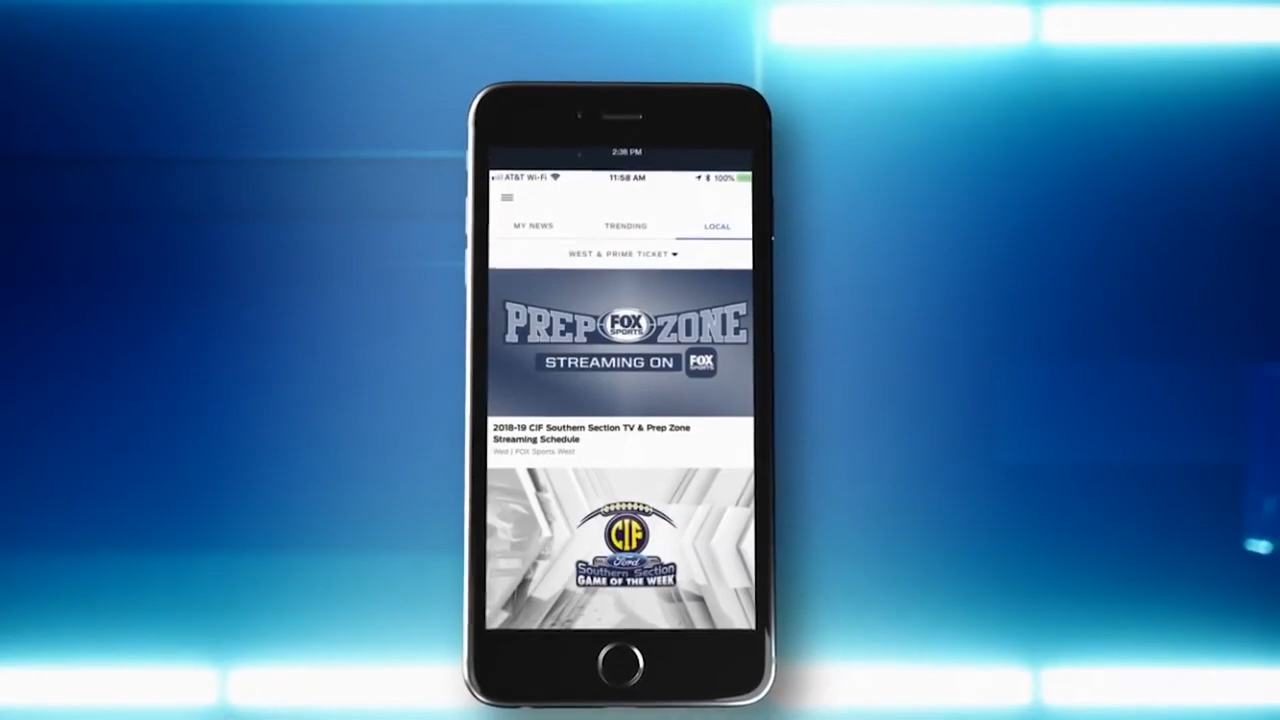 2:38 PM
AT&T Wi-Fi 11:58 AM 100%
MY NEWS TRENDING LOCAL
WEST & PRIME TICKET
PREP FOX SPORTS ZONE
STREAMING ON FOX SPORTS
2018-19 CIF Southern Section TV & Prep Zone
Streaming Schedule
Wed | FOX Sports West
CIF
Ford
Southern Section
GAME OF THE WEEK